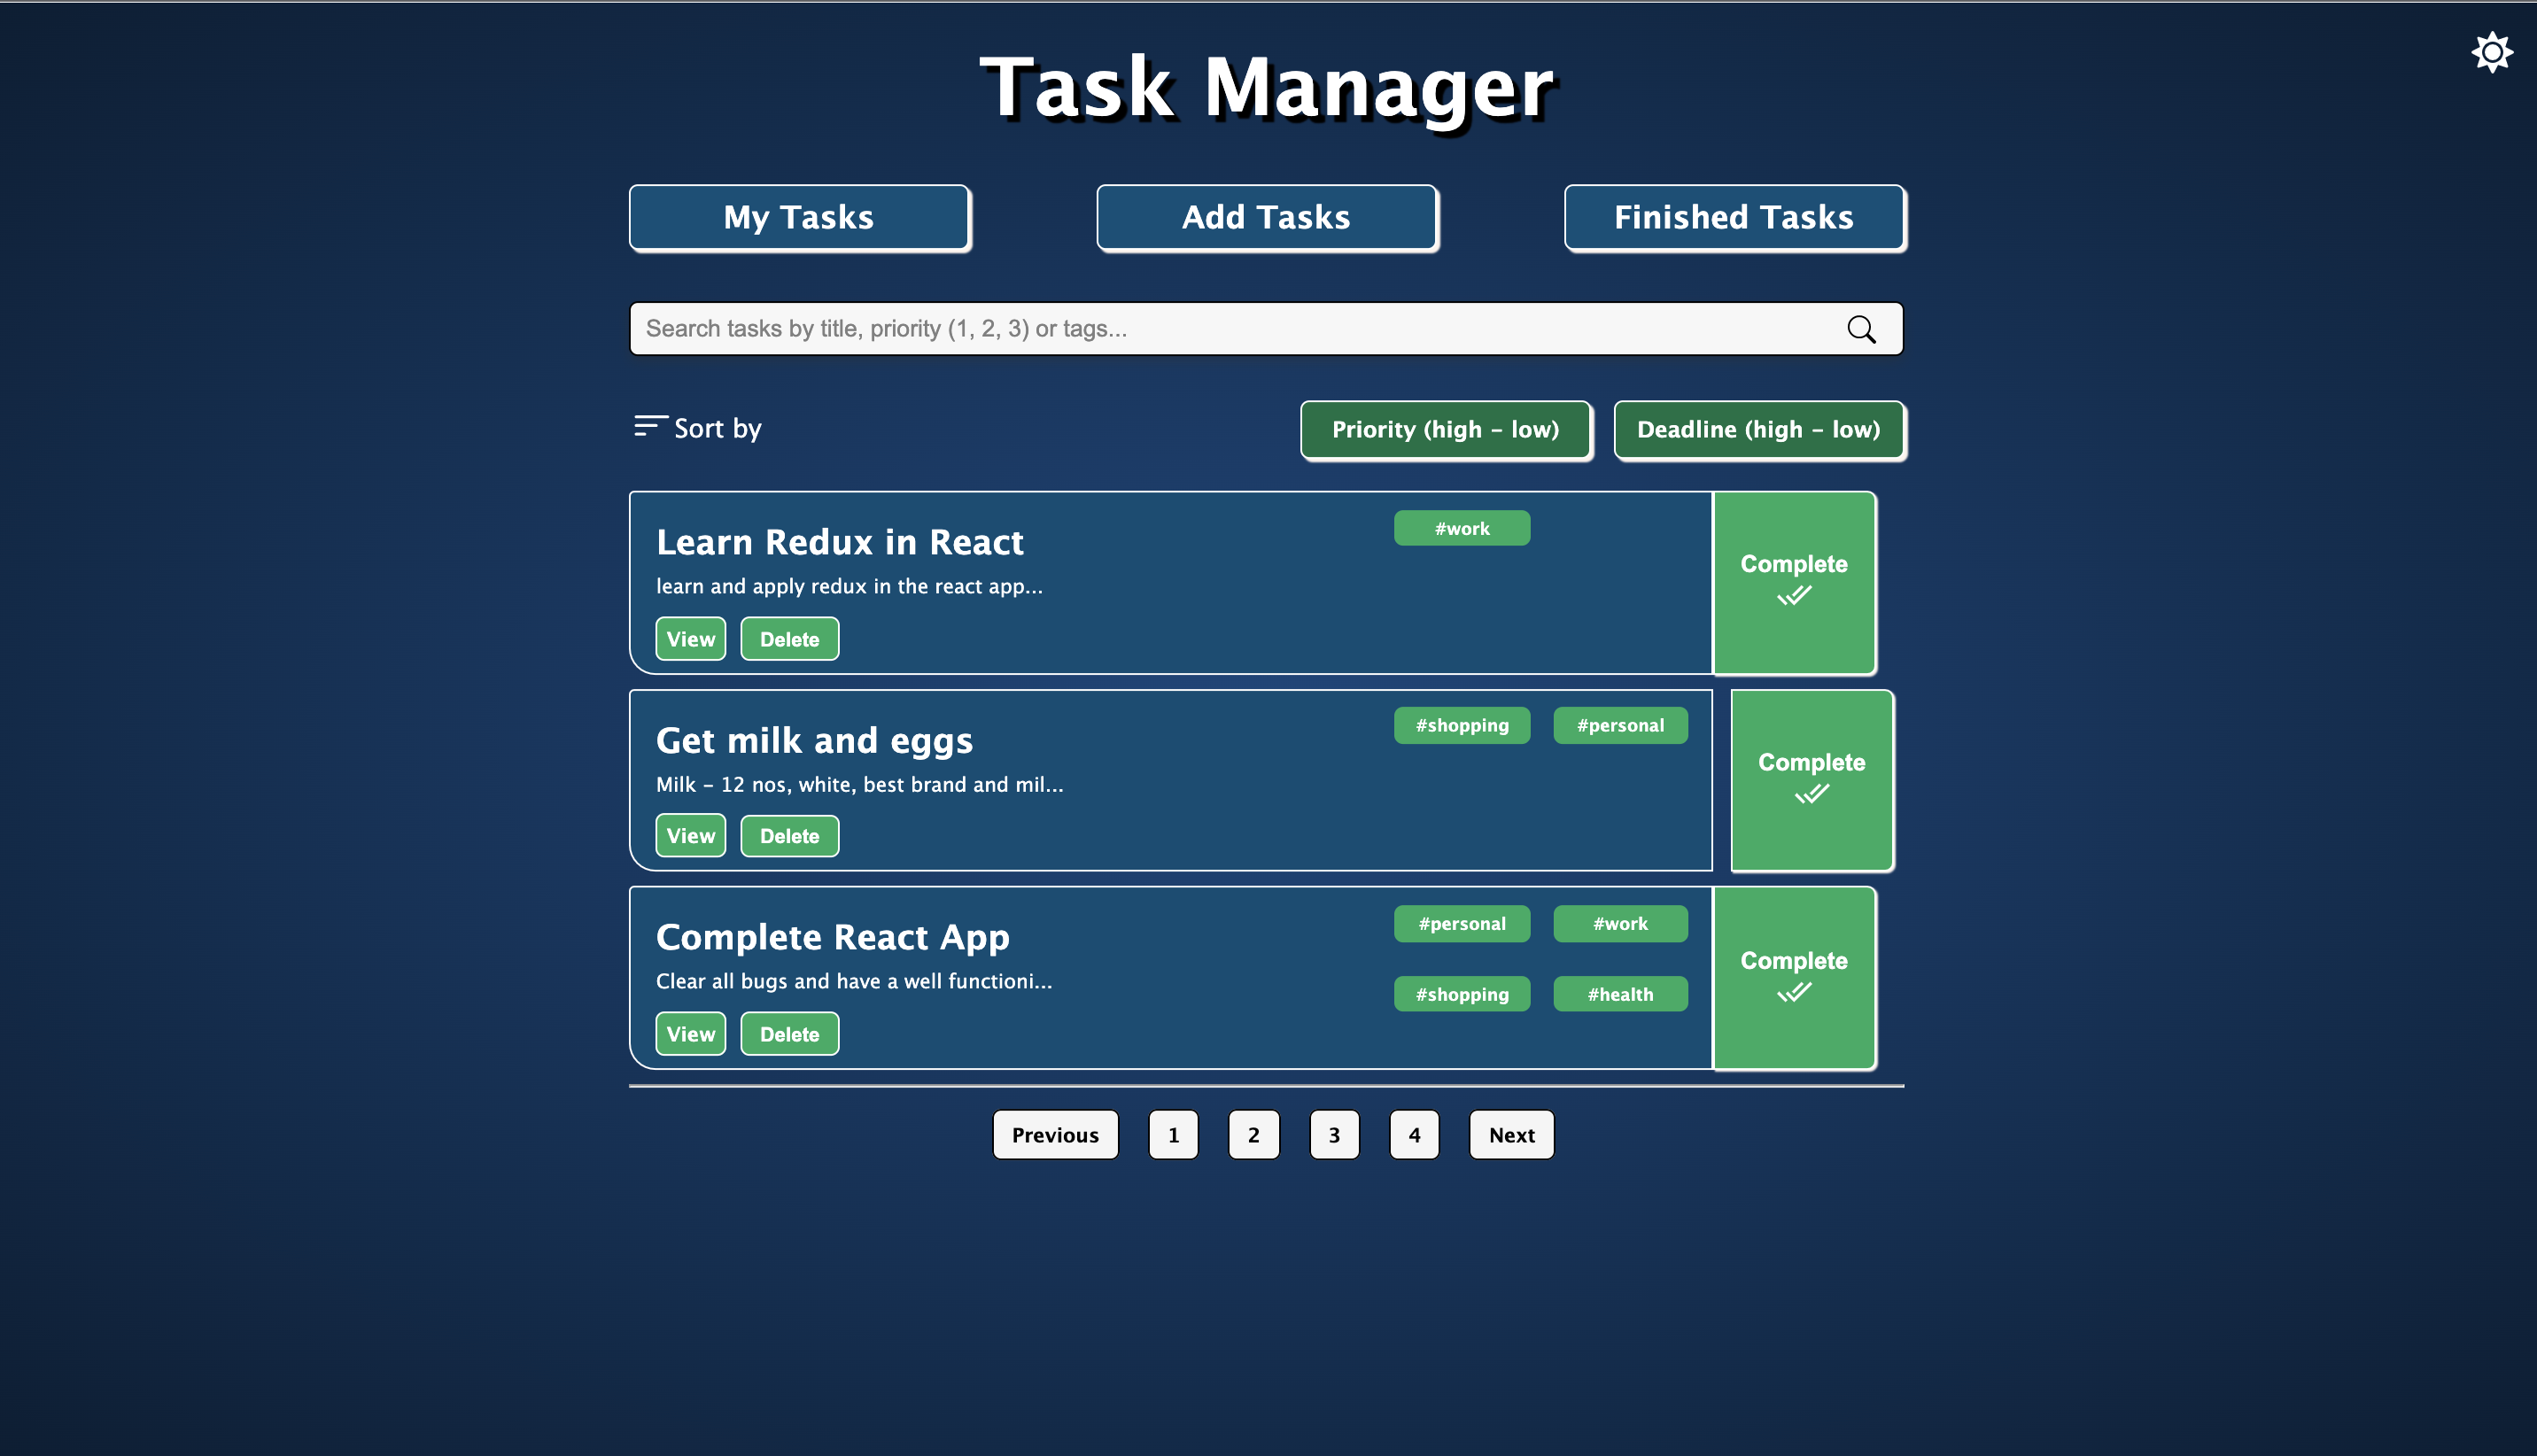 Task Manager
My Tasks
Add Tasks
Finished Tasks
Search tasks by title, priority (1, 2, 3) or tags...
Sort by
Priority (high - low)
Deadline (high - low)
Learn Redux in React
learn and apply redux in the react app...
View
Delete
#work
Complete
Get milk and eggs
Milk - 12 nos, white, best brand and mil...
View
Delete
#shopping
#personal
Complete
Complete React App
Clear all bugs and have a well functioni...
View
Delete
#personal
#work
#shopping
#health
Complete
Previous
1
2
3
4
Next